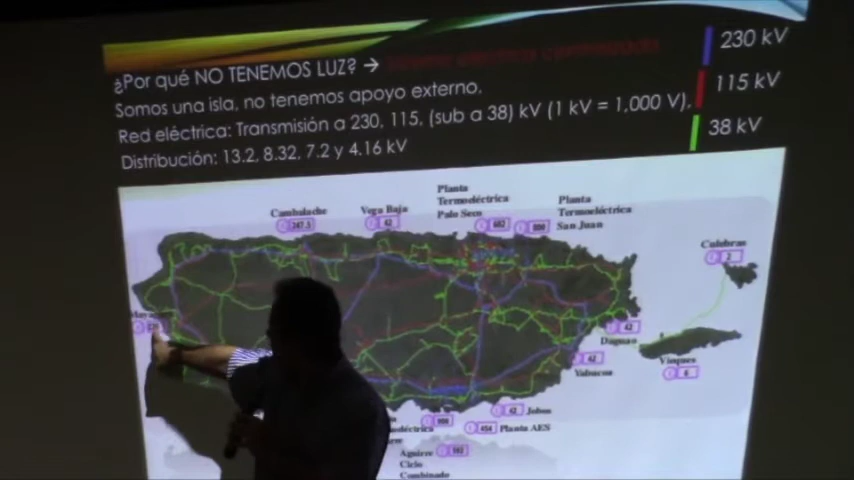 ¿Por qué NO TENEMOS LUZ? →
Somos una isla, no tenemos apoyo externo.
Red eléctrica: Transmisión a 230, 115, (sub a 38) kV (1 kV = 1,000 V),
Distribución: 13.2, 8.32, 7.2 y 4.16 kV
230 kV
115 kV
38 kV
Cambalache
247.5
Vega Baja
42
Planta
Termoeléctrica
Palo Seco
602
Planta
Termoeléctrica
San Juan
800
Culebras
2
Daguao
42
Vieques
6
Yabucoa
42
42 Jobos
454 Planta AES
Aguirre
Ciclo
Combinado
592